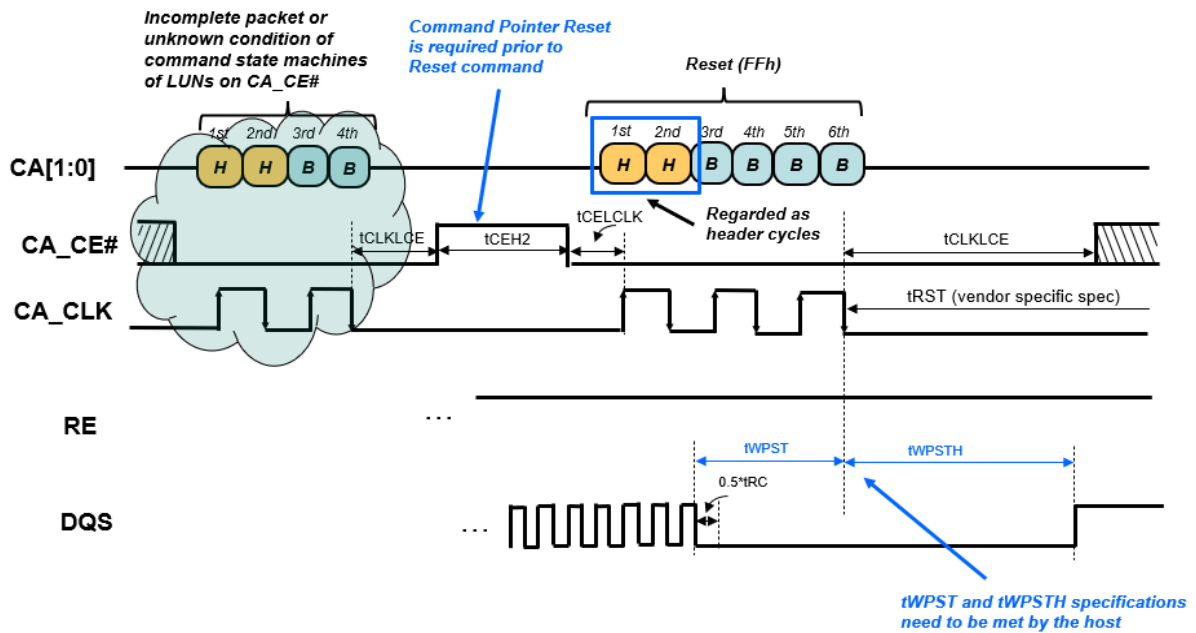 Incomplete packet or
unknown condition of
command state machines
of LUNs on CA_CE#
Command Pointer Reset
is required prior to
Reset command
Reset (FFh)
1st 2nd 3rd 4th
1st 2nd 3rd 4th 5th 6th
CA[1:0]
H H B B
H H B B B B
Regarded as
header cycles
CA_CE#
tCLKLCE
tCEH2
tCELCLK
tCLKLCE
CA_CLK
tRST (vendor specific spec)
RE
...
tWPST
tWPSTH
0.5*tRC
DQS
...
tWPST and tWPSTH specifications
need to be met by the host